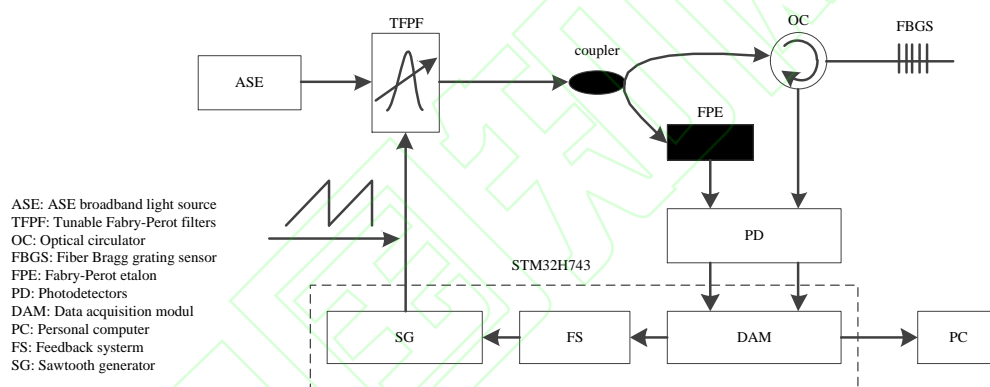 TFPF
OC
FBGS
coupler
ASE
FPE
ASE: ASE broadband light source
TFPF: Tunable Fabry-Perot filters
OC: Optical circulator
FBGS: Fiber Bragg grating sensor
FPE: Fabry-Perot etalon
PD: Photodetectors
DAM: Data acquisition modul
PC: Personal computer
FS: Feedback systerm
SG: Sawtooth generator
PD
STM32H743
SG
FS
DAM
PC